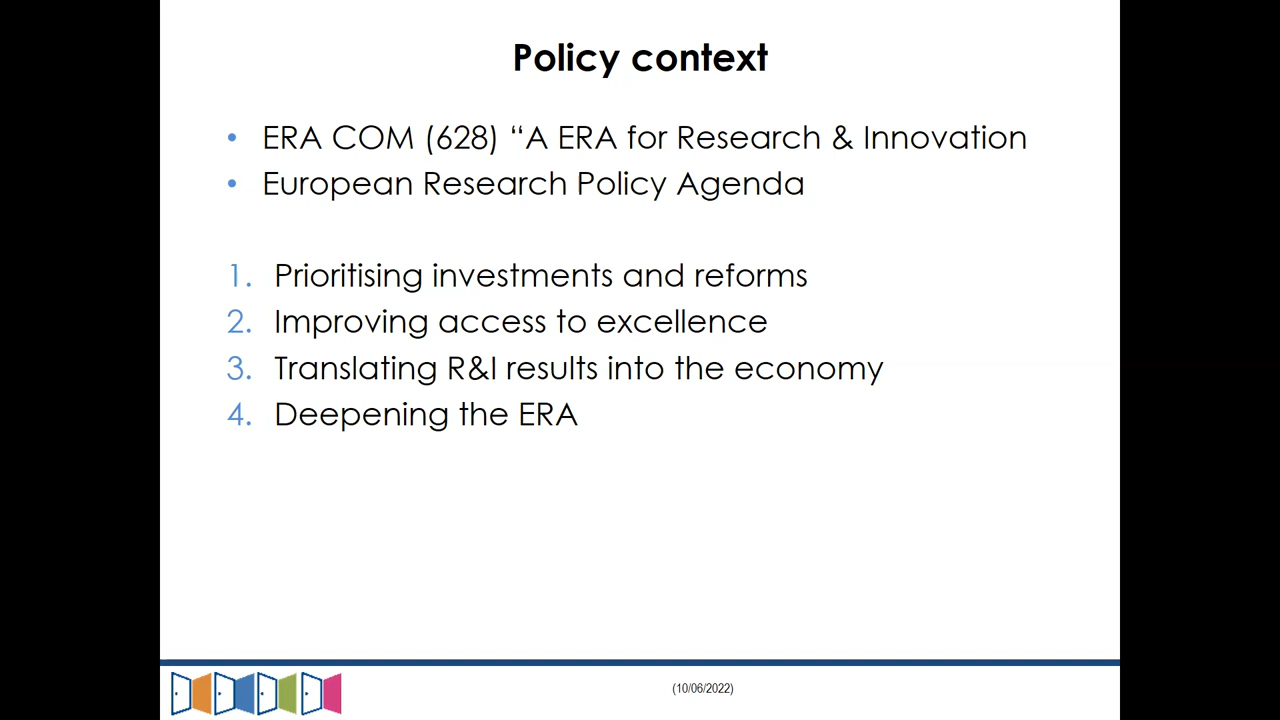 Policy context
• ERA COM (628) “A ERA for Research & Innovation
• European Research Policy Agenda
1. Prioritising investments and reforms
2. Improving access to excellence
3. Translating R&I results into the economy
4. Deepening the ERA
(10/06/2022)